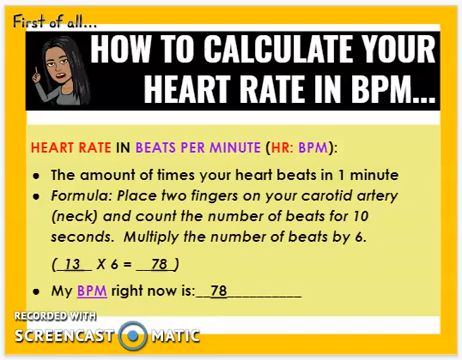 First of all...
HOW TO CALCULATE YOUR
HEART RATE IN BPM...
HEART RATE IN BEATS PER MINUTE (HR: BPM):
● The amount of times your heart beats in 1 minute
● Formula: Place two fingers on your carotid artery
(neck) and count the number of beats for 10
seconds. Multiply the number of beats by 6.
(_13__ X 6 = __78_)
● My BPM right now is:__78__________
RECORDED WITH
SCREENCAST MATIC